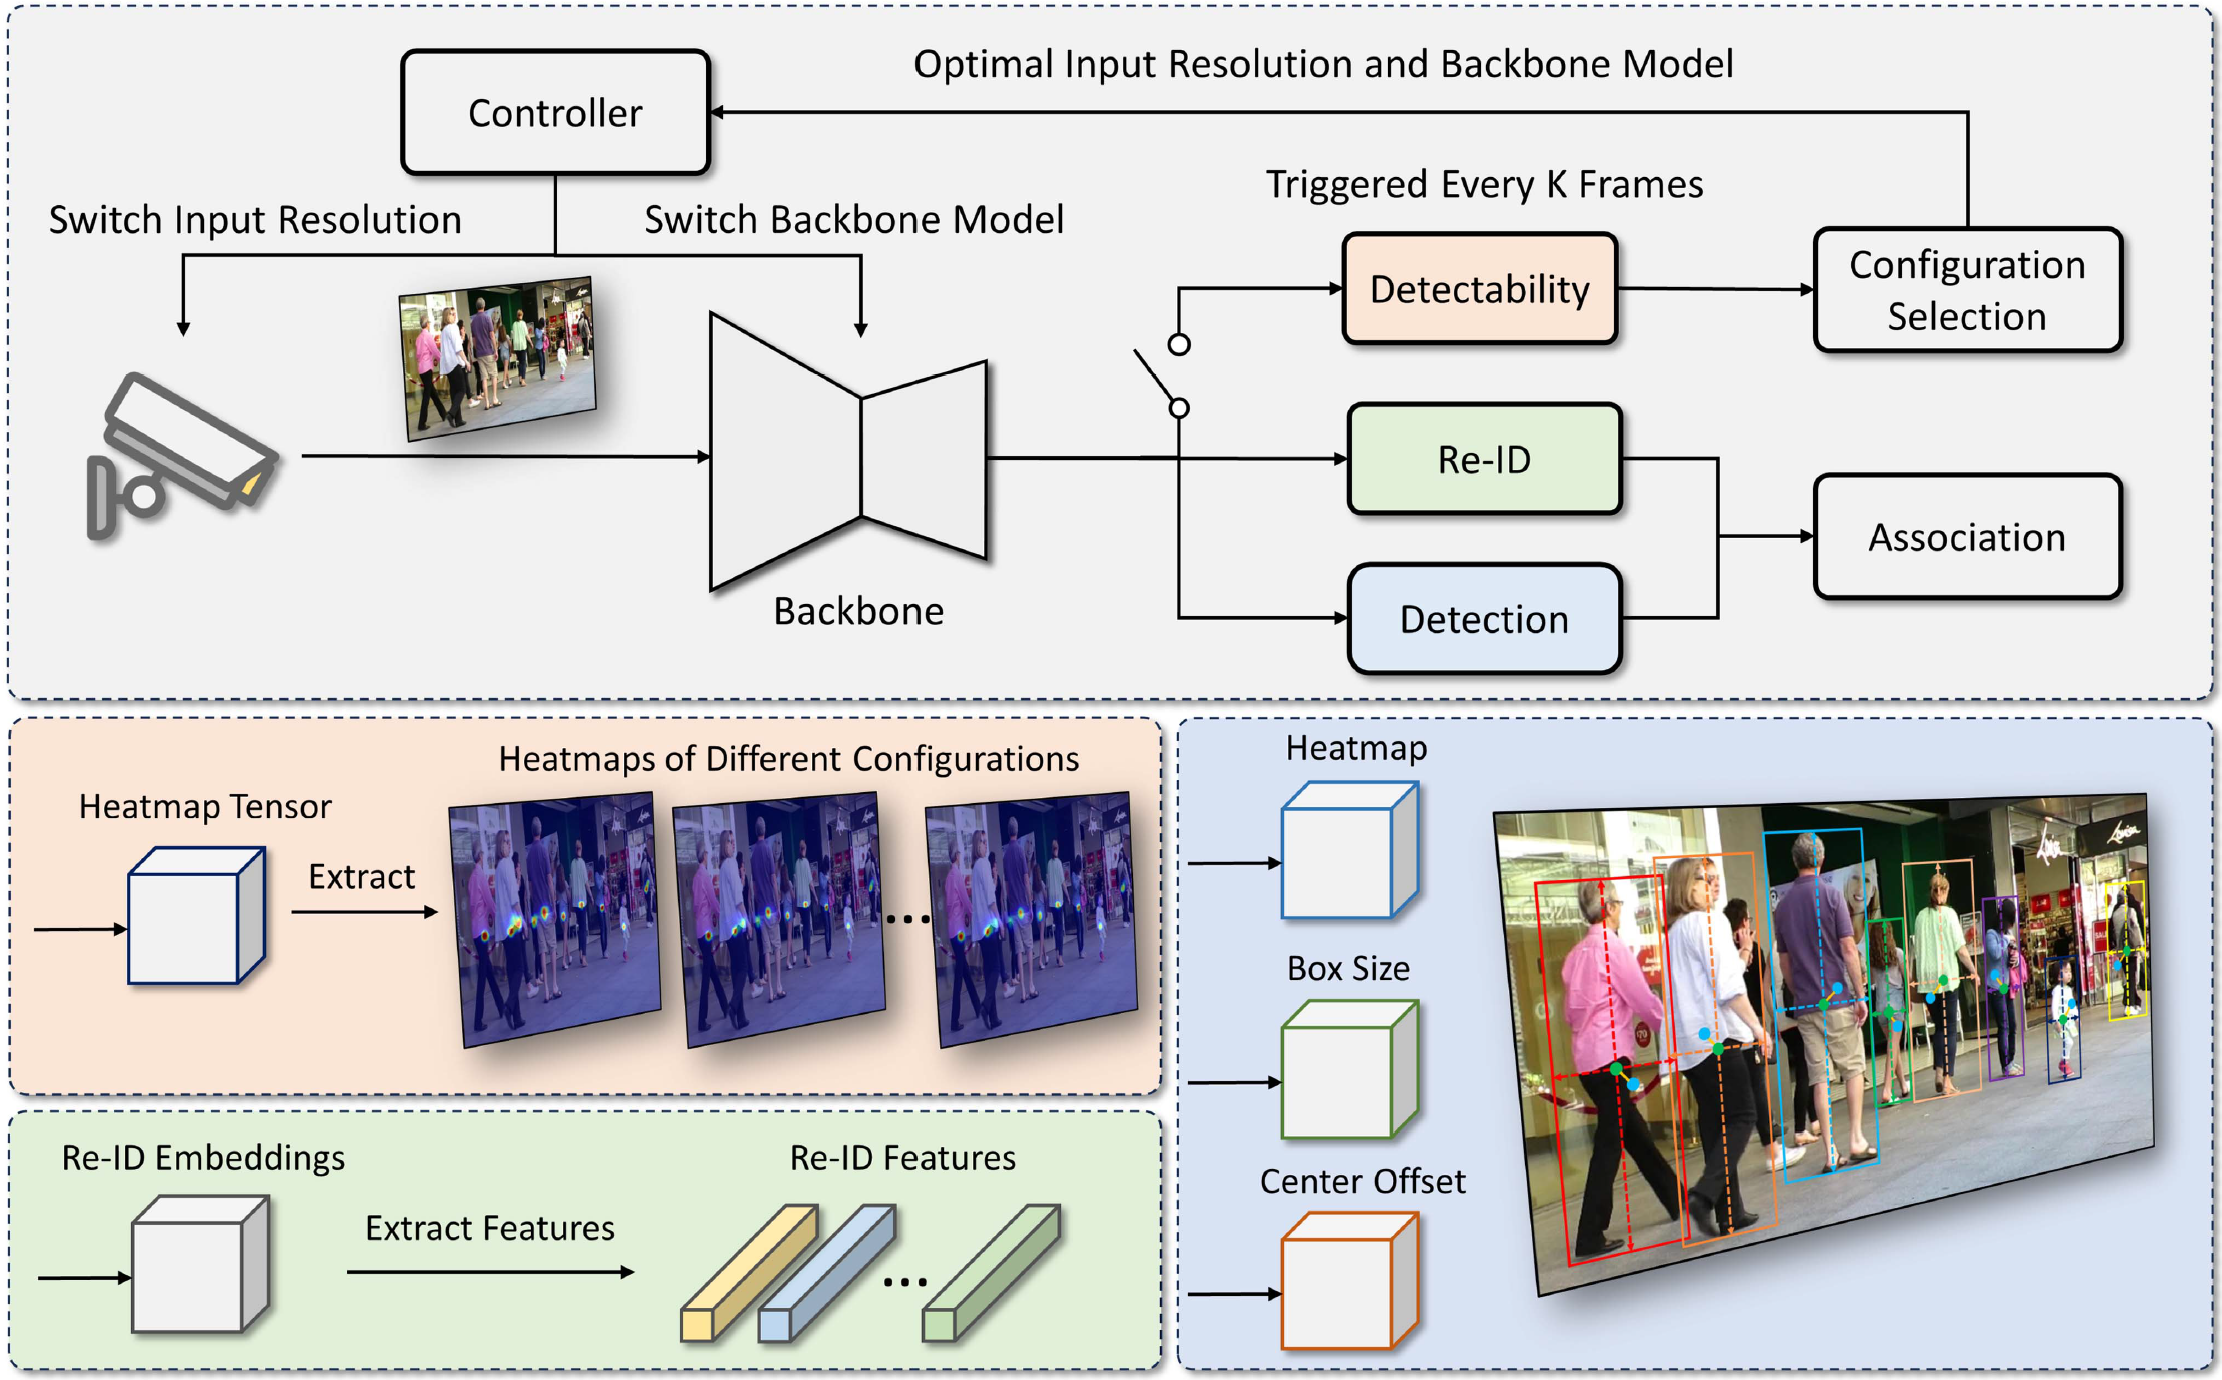 Optimal Input Resolution and Backbone Model
Controller
Triggered Every K Frames
Switch Input Resolution
Switch Backbone Model
Detectability
Configuration
Selection
Re-ID
Association
Detection
Backbone
Heatmaps of Different Configurations
Heatmap Tensor
Extract
...
Re-ID Embeddings
Re-ID Features
Extract Features
...
Heatmap
Box Size
Center Offset